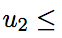 u₂ ≤